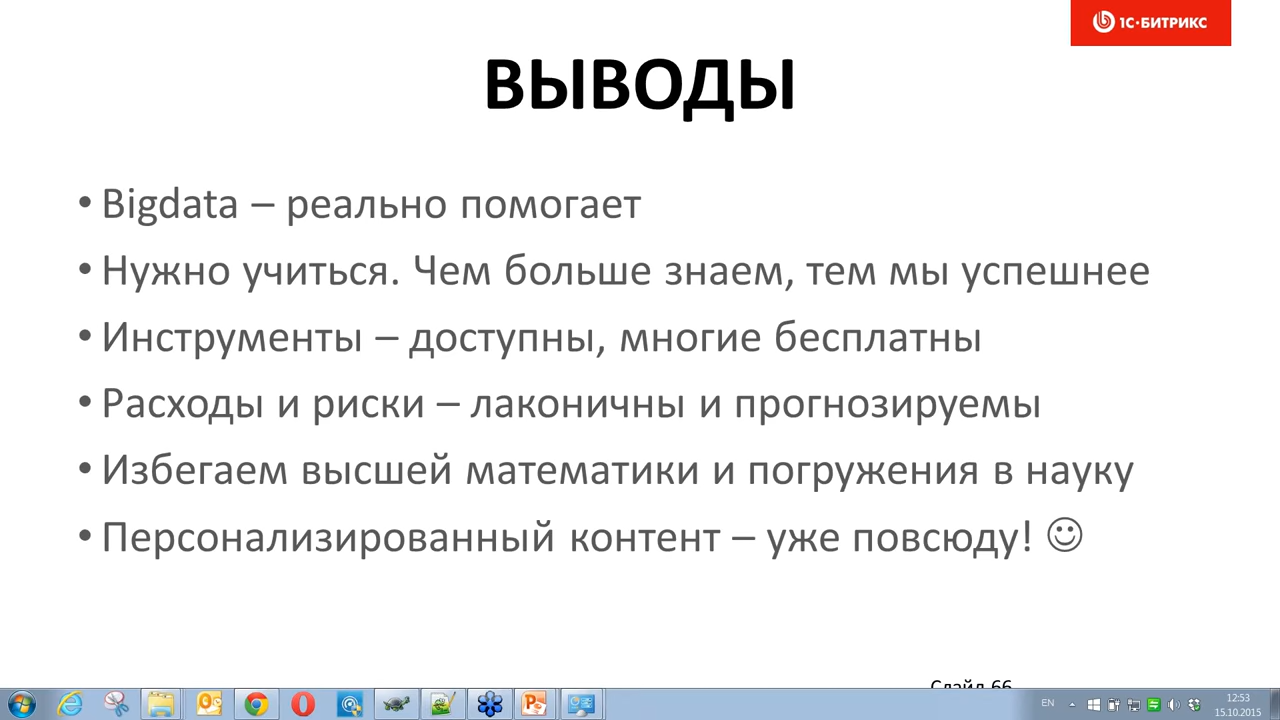 1С-БИТРИКС
ВЫВОДЫ
• Bigdata – реально помогает
• Нужно учиться. Чем больше знаем, тем мы успешнее
• Инструменты – доступны, многие бесплатны
• Расходы и риски – лаконичны и прогнозируемы
• Избегаем высшей математики и погружения в науку
• Персонализированный контент – уже повсюду! ☺
Слайд 66
EN
12:53
15.10.2015